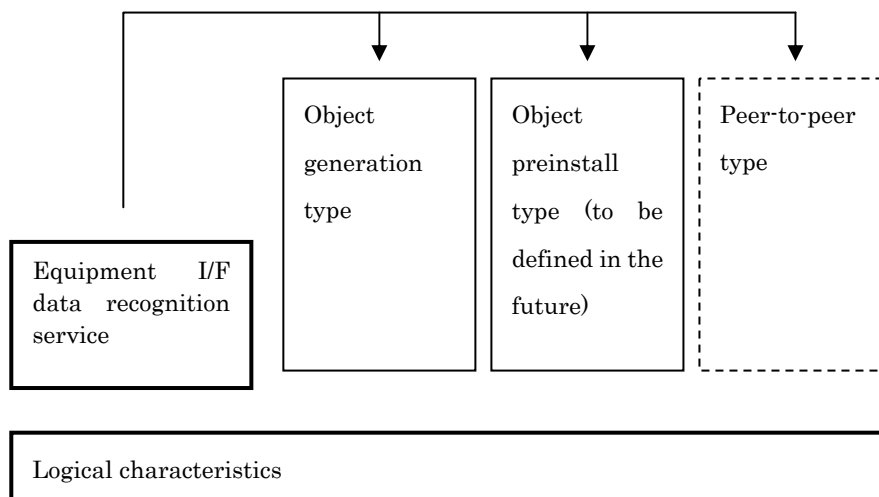 Object
generation
type
Object
preinstall
type (to be
defined in the
future)
Peer-to-peer
type
Equipment I/F
data recognition
service
Logical characteristics